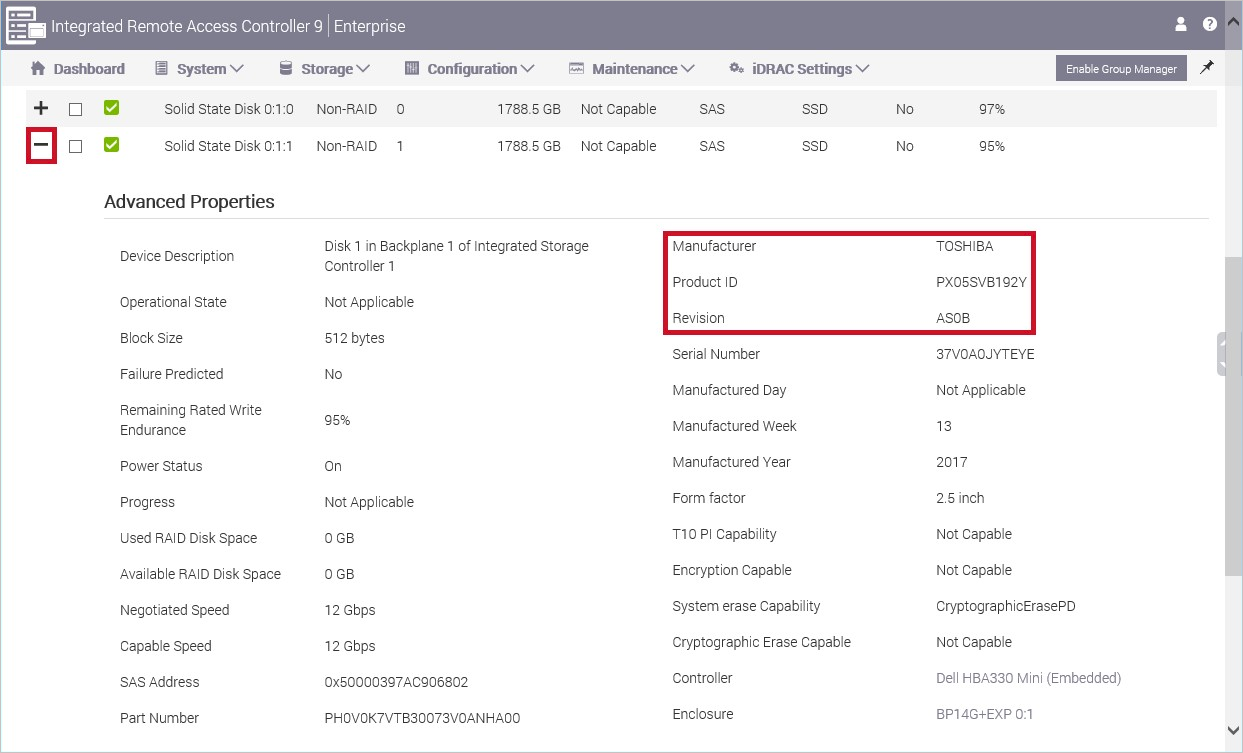 Integrated Remote Access Controller 9 | Enterprise
Dashboard System Storage Configuration Maintenance iDRAC Settings Enable Group Manager
Solid State Disk 0:1:0 Non-RAID 0 1788.5 GB Not Capable SAS SSD No 97%
Solid State Disk 0:1:1 Non-RAID 1 1788.5 GB Not Capable SAS SSD No 95%
Advanced Properties
Device Description Disk 1 in Backplane 1 of Integrated Storage
Controller 1
Operational State Not Applicable
Block Size 512 bytes
Failure Predicted No
Remaining Rated Write
Endurance 95%
Power Status On
Progress Not Applicable
Used RAID Disk Space 0 GB
Available RAID Disk Space 0 GB
Negotiated Speed 12 Gbps
Capable Speed 12 Gbps
SAS Address 0x50000397AC906802
Part Number PH0V0K7VTB30073V0ANHA00
Manufacturer TOSHIBA
Product ID PX05SVB192Y
Revision AS0B
Serial Number 37V0A0JYTEYE
Manufactured Day Not Applicable
Manufactured Week 13
Manufactured Year 2017
Form factor 2.5 inch
T10 PI Capability Not Capable
Encryption Capable Not Capable
System erase Capability CryptographicErasePD
Cryptographic Erase Capable Not Capable
Controller Dell HBA330 Mini (Embedded)
Enclosure BP14G+EXP 0:1